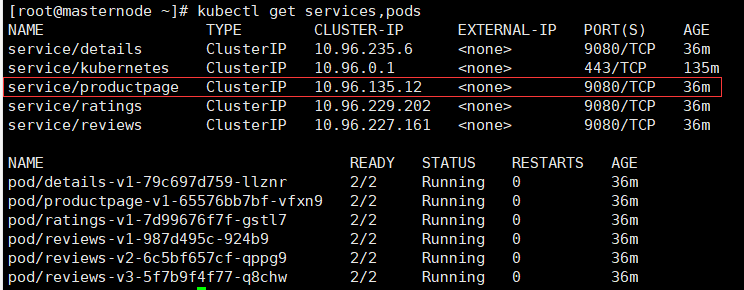 [root@masternode ~]# kubectl get services,pods
NAME                  TYPE        CLUSTER-IP      EXTERNAL-IP   PORT(S)    AGE
service/details       ClusterIP   10.96.235.6     <none>        9080/TCP   36m
service/kubernetes    ClusterIP   10.96.0.1       <none>        443/TCP    135m
service/productpage   ClusterIP   10.96.135.12    <none>        9080/TCP   36m
service/ratings       ClusterIP   10.96.229.202   <none>        9080/TCP   36m
service/reviews       ClusterIP   10.96.227.161   <none>        9080/TCP   36m
NAME                                  READY   STATUS    RESTARTS   AGE
pod/details-v1-79c697d759-llznr       2/2     Running   0          36m
pod/productpage-v1-65576bb7bf-vfxn9   2/2     Running   0          36m
pod/ratings-v1-7d99676f7f-gstl7       2/2     Running   0          36m
pod/reviews-v1-987d495c-924b9         2/2     Running   0          36m
pod/reviews-v2-6c5bf657cf-qppg9       2/2     Running   0          36m
pod/reviews-v3-5f7b9f4f77-q8chw       2/2     Running   0          36m